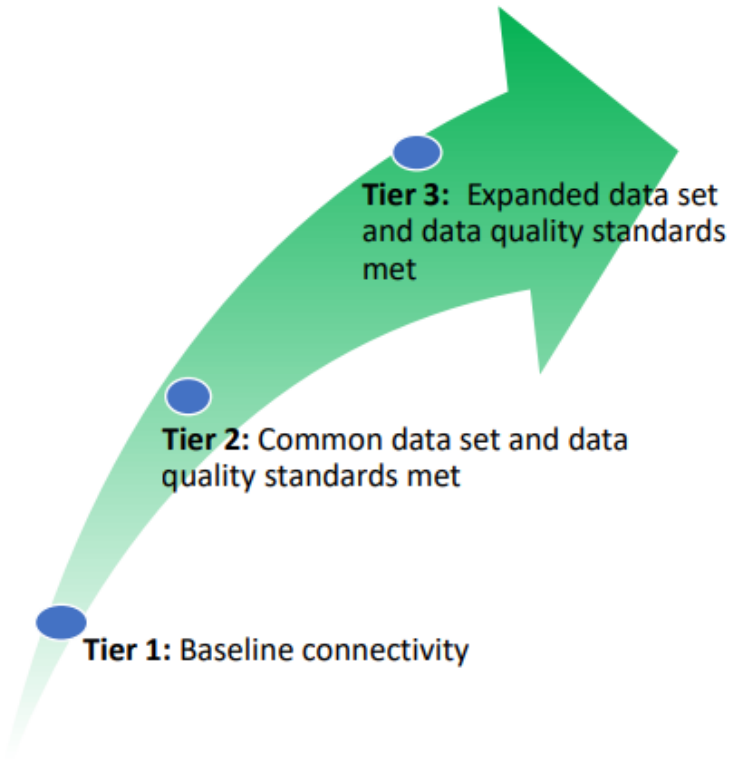 Tier 3:  Expanded data set
and data quality standards
met
Tier 2: Common data set and data
quality standards met
Tier 1: Baseline connectivity